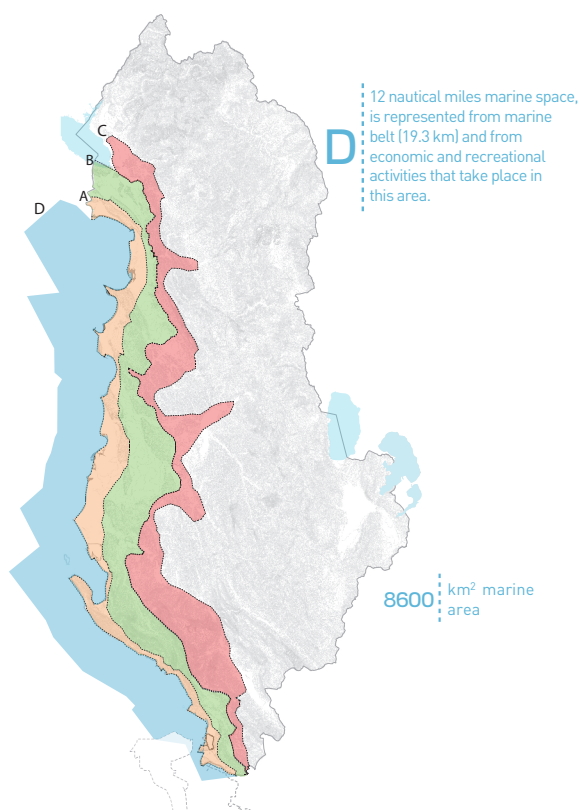 C
B
A
D
D
12 nautical miles marine space,
is represented from marine
belt (19.3 km) and from
economic and recreational
activities that take place in
this area.
8600
km² marine
area